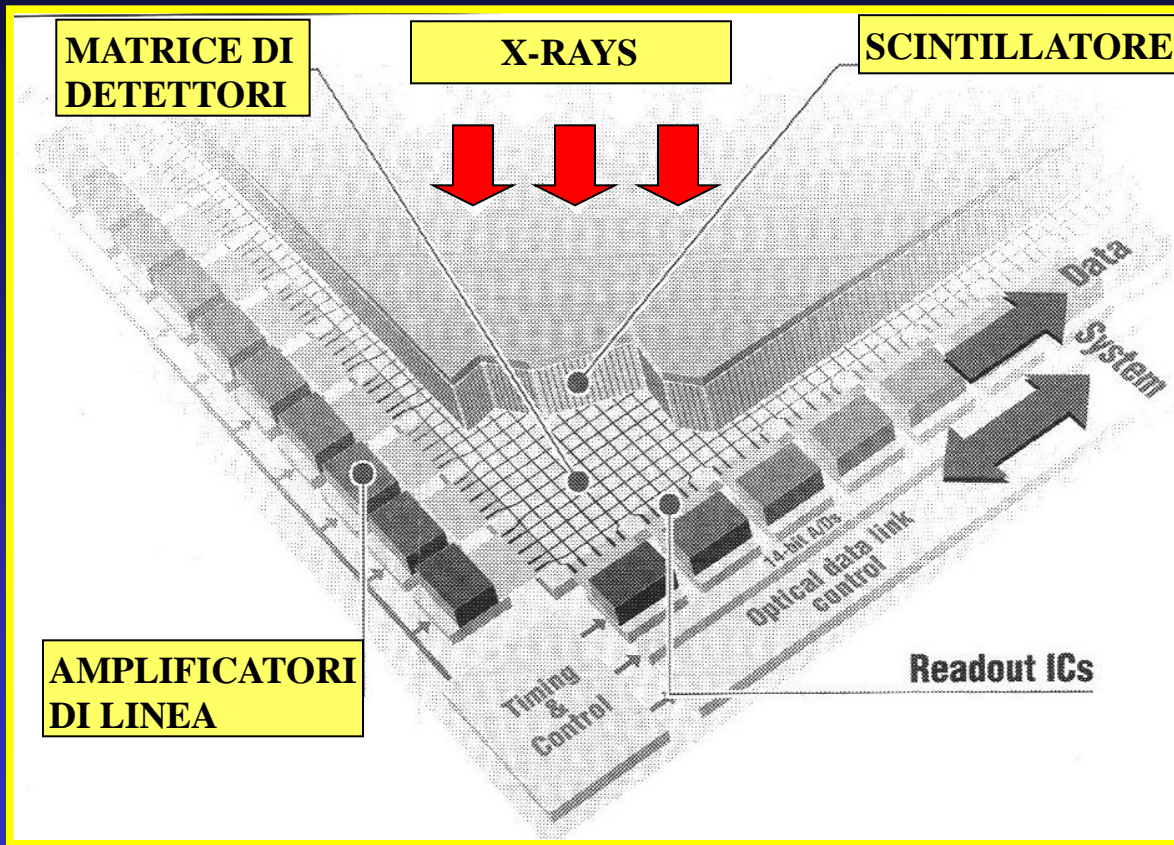 MATRICE DI
DETETTORI
X-RAYS
SCINTILLATORE
Data
System
14-bit A/Ds
Optical data link
control
AMPLIFICATORI
DI LINEA
Timing
&
Control
Readout ICs